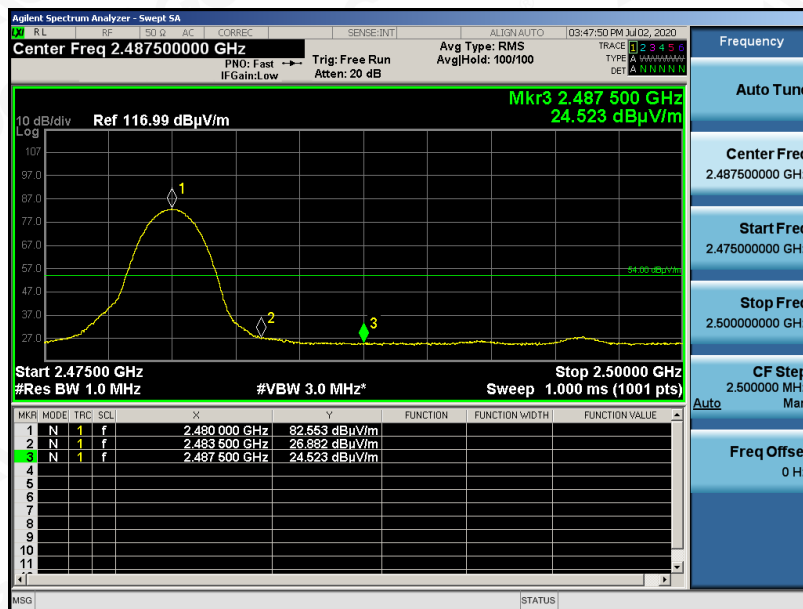 Agilent Spectrum Analyzer - Swept SA
LXI RL RF 50 Ω AC CORREC SENSE:INT ALIGN AUTO 03:47:50 PM Jul 02, 2020
Center Freq 2.487500000 GHz
PNO: Fast
IFGain:Low
Trig: Free Run
Atten: 20 dB
Avg Type: RMS
Avg|Hold: 100/100
TRACE 1 2 3 4 5 6
TYPE A WWWWW
DET A N N N N N
Mkr3 2.487 500 GHz
24.523 dBµV/m
10 dB/div Ref 116.99 dBµV/m
Log
107
97.0
87.0
77.0
67.0
57.0
47.0
37.0
27.0
1
2
3
54.00 dBµV/m
Start 2.47500 GHz Stop 2.50000 GHz
#Res BW 1.0 MHz #VBW 3.0 MHz* Sweep 1.000 ms (1001 pts)
MKR MODE TRC SCL X Y FUNCTION FUNCTION WIDTH FUNCTION VALUE
1 N 1 f 2.480 000 GHz 82.553 dBµV/m
2 N 1 f 2.483 500 GHz 26.882 dBµV/m
3 N 1 f 2.487 500 GHz 24.523 dBµV/m
4
5
6
7
8
9
10
11
MSG STATUS
Frequency
Auto Tune
Center Freq
2.487500000 GHz
Start Freq
2.475000000 GHz
Stop Freq
2.500000000 GHz
CF Step
2.500000 MHz
Auto Man
Freq Offset
0 Hz